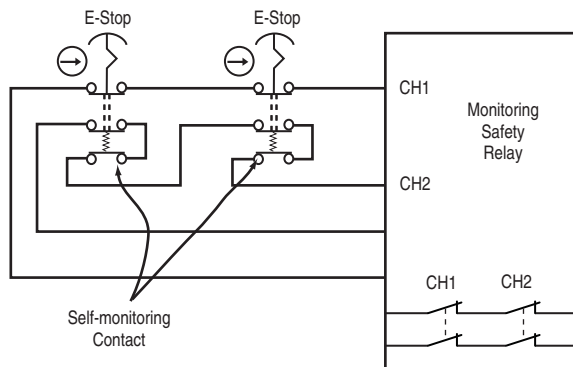 E-Stop
E-Stop
CH1
Monitoring
Safety
Relay
CH2
CH1
CH2
Self-monitoring
Contact